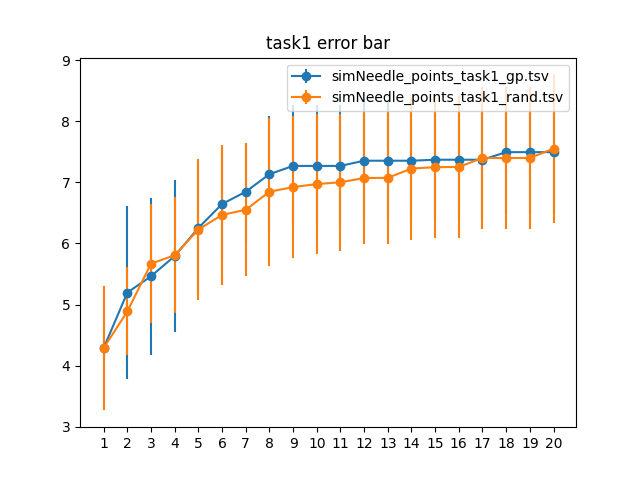 task1 error bar
simNeedle_points_task1_gp.tsv
simNeedle_points_task1_rand.tsv
9
8
7
6
5
4
3
1 2 3 4 5 6 7 8 9 10 11 12 13 14 15 16 17 18 19 20